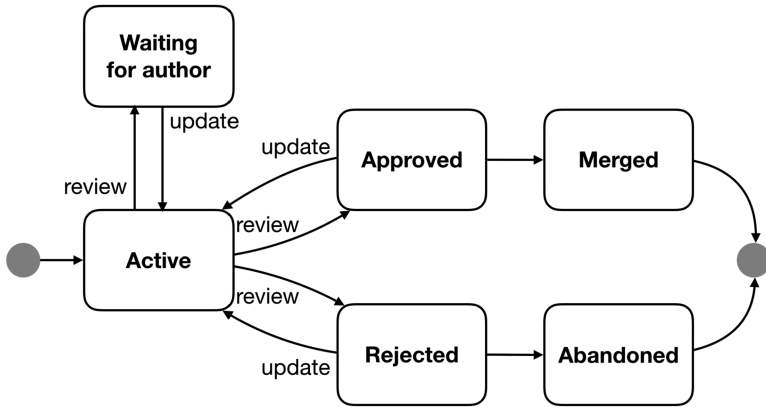 Waiting
for author
update
review
update
Approved
Merged
review
Active
review
Rejected
Abandoned
update